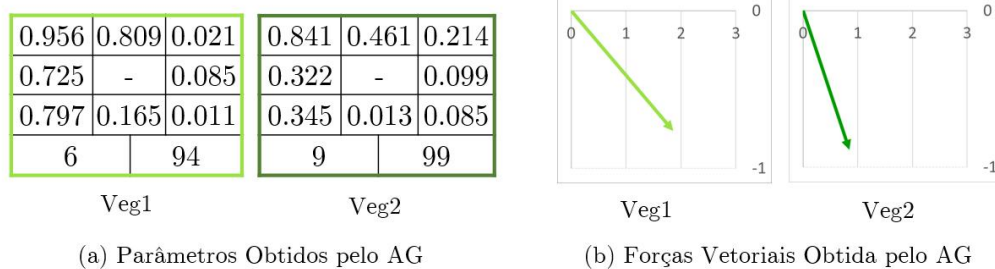 0.956 0.809 0.021
0.725 - 0.085
0.797 0.165 0.011
6 94
Veg1
0.841 0.461 0.214
0.322 - 0.099
0.345 0.013 0.085
9 99
Veg2
(a) Parâmetros Obtidos pelo AG
0
0 1 2 3
-1
Veg1
0
0 1 2 3
-1
Veg2
(b) Forças Vetoriais Obtida pelo AG